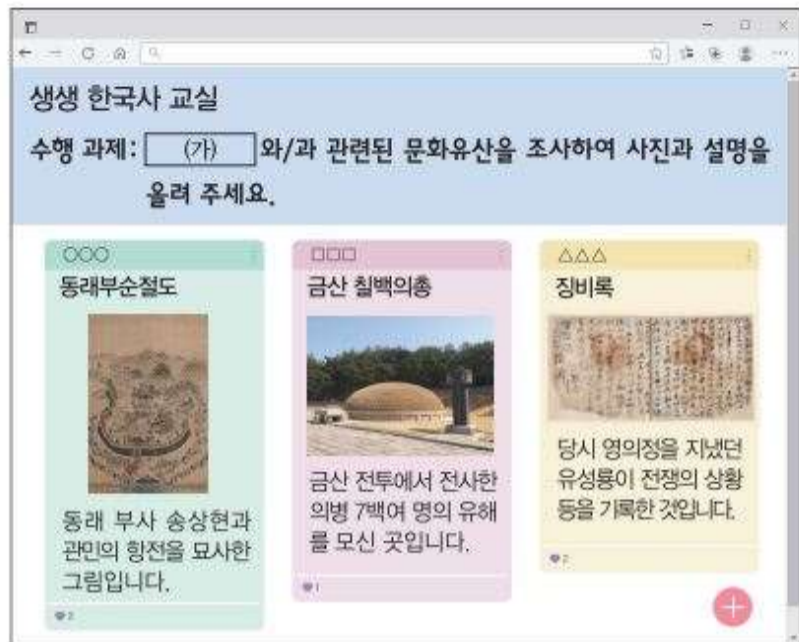 생생 한국사 교실
수행 과제: (가) 와/과 관련된 문화유산을 조사하여 사진과 설명을
올려 주세요.
○○○
동래부순절도
동래 부사 송상현과
관민의 항전을 묘사한
그림입니다.
♥2
□□□
금산 칠백의총
금산 전투에서 전사한
의병 7백여 명의 유해
를 모신 곳입니다.
♥1
△△△
징비록
당시 영의정을 지냈던
유성룡이 전쟁의 상황
등을 기록한 것입니다.
♥2